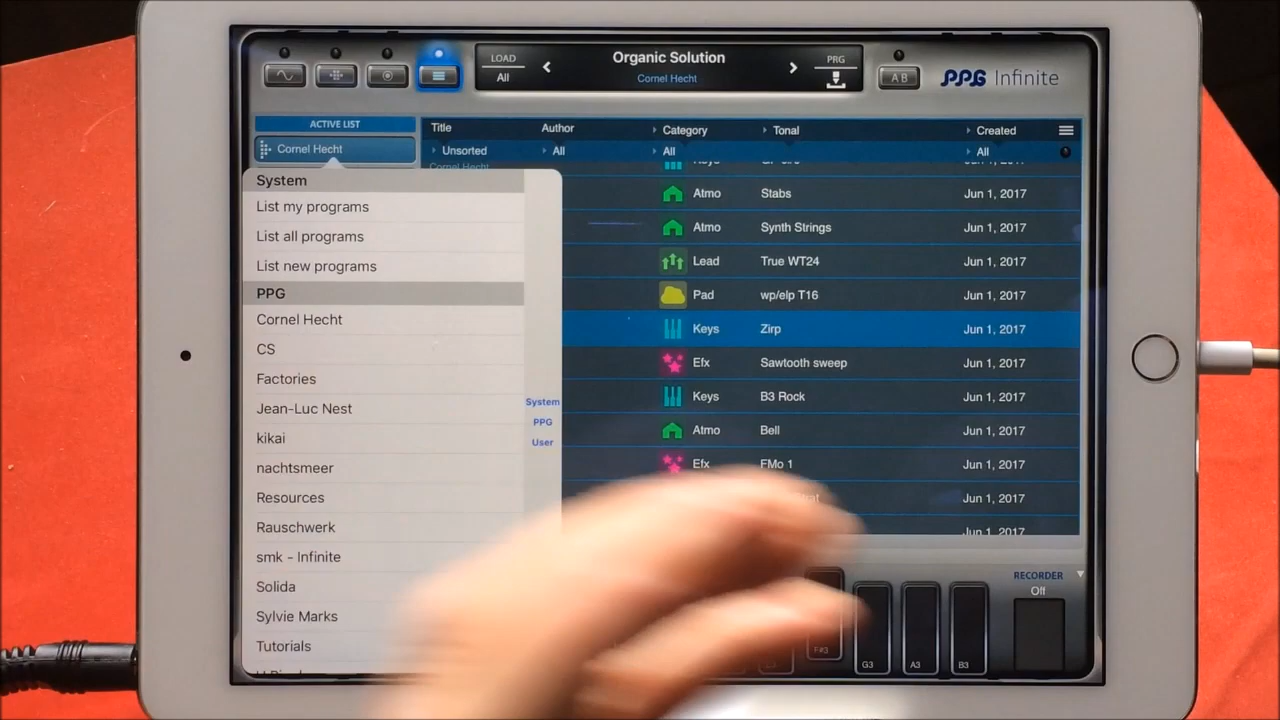 LOAD
All
Organic Solution
Cornel Hecht
PRG
A B
PPG Infinite
ACTIVE LIST
Cornel Hecht
Title Author Category Tonal Created
Unsorted All All All
Cornel Hecht
System
List my programs
List all programs
List new programs
PPG
Cornel Hecht
CS
Factories
Jean-Luc Nest
kikai
nachtsmeer
Resources
Rauschwerk
smk - Infinite
Solida
Sylvie Marks
Tutorials
System
PPG
User
Atmo Stabs Jun 1, 2017
Atmo Synth Strings Jun 1, 2017
Lead True WT24 Jun 1, 2017
Pad wp/elp T16 Jun 1, 2017
Keys Zirp Jun 1, 2017
Efx Sawtooth sweep Jun 1, 2017
Keys B3 Rock Jun 1, 2017
Atmo Bell Jun 1, 2017
Efx FMo 1 Jun 1, 2017
Jun 1, 2017
Jun 1, 2017
RECORDER
Off
F#3
G3 A3 B3